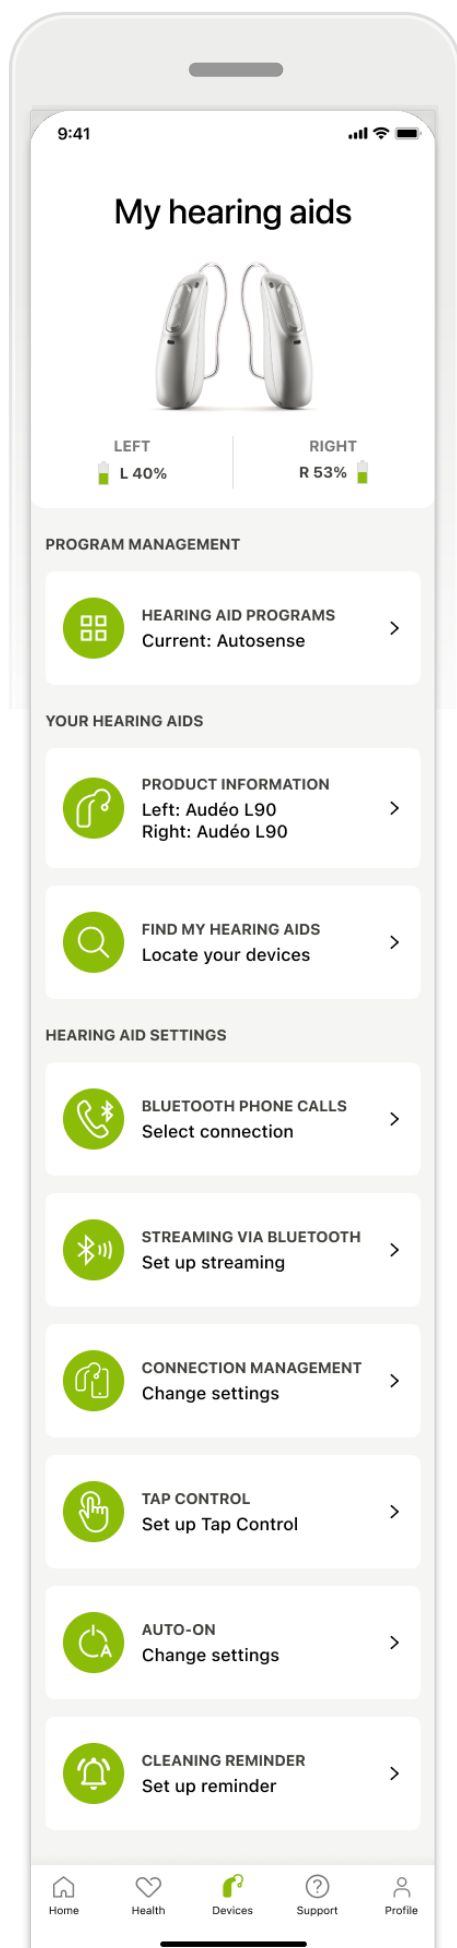 9:41
My hearing aids
LEFT
RIGHT
L 40%
R 53%
PROGRAM MANAGEMENT
HEARING AID PROGRAMS
Current: Autosense
YOUR HEARING AIDS
PRODUCT INFORMATION
Left: Audéo L90
Right: Audéo L90
FIND MY HEARING AIDS
Locate your devices
HEARING AID SETTINGS
BLUETOOTH PHONE CALLS
Select connection
STREAMING VIA BLUETOOTH
Set up streaming
CONNECTION MANAGEMENT
Change settings
TAP CONTROL
Set up Tap Control
AUTO-ON
Change settings
CLEANING REMINDER
Set up reminder
Home Health Devices Support Profile